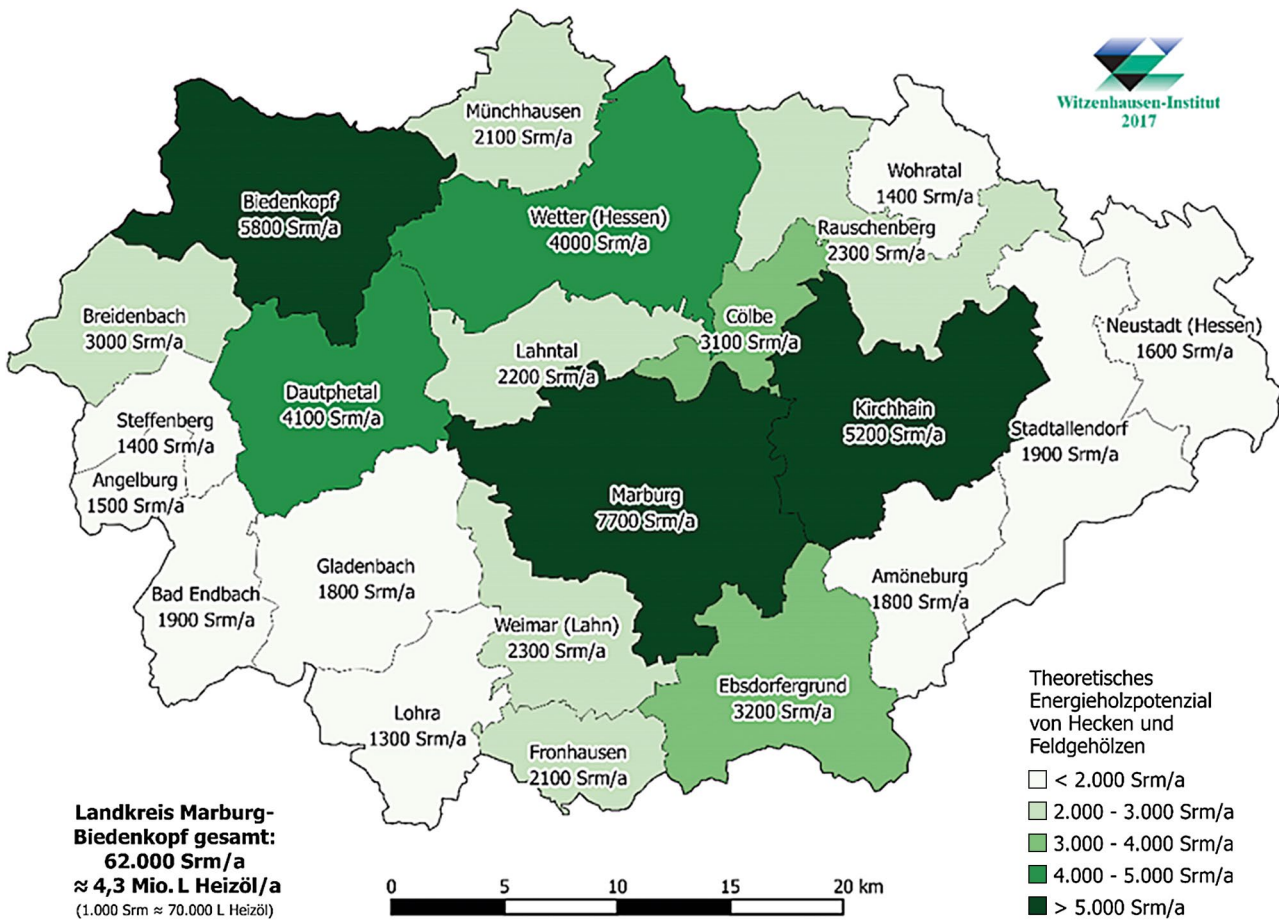 Witzenhausen-Institut
2017
Münchhausen
2100 Srm/a
Wohratal
1400 Srm/a
Biedenkopf
5800 Srm/a
Wetter (Hessen)
4000 Srm/a
Rauschenberg
2300 Srm/a
Breidenbach
3000 Srm/a
Cölbe
3100 Srm/a
Neustadt (Hessen)
1600 Srm/a
Lahntal
2200 Srm/a
Dautphetal
4100 Srm/a
Steffenberg
1400 Srm/a
Kirchhain
5200 Srm/a
Stadtallendorf
1900 Srm/a
Angelburg
1500 Srm/a
Marburg
7700 Srm/a
Gladenbach
1800 Srm/a
Amöneburg
1800 Srm/a
Bad Endbach
1900 Srm/a
Weimar (Lahn)
2300 Srm/a
Ebsdorfergrund
3200 Srm/a
Lohra
1300 Srm/a
Fronhausen
2100 Srm/a
Theoretisches
Energieholzpotenzial
von Hecken und
Feldgehölzen
< 2.000 Srm/a
2.000 - 3.000 Srm/a
3.000 - 4.000 Srm/a
4.000 - 5.000 Srm/a
> 5.000 Srm/a
Landkreis Marburg-
Biedenkopf gesamt:
62.000 Srm/a
≈ 4,3 Mio. L Heizöl/a
(1.000 Srm ≈ 70.000 L Heizöl)
0 5 10 15 20 km